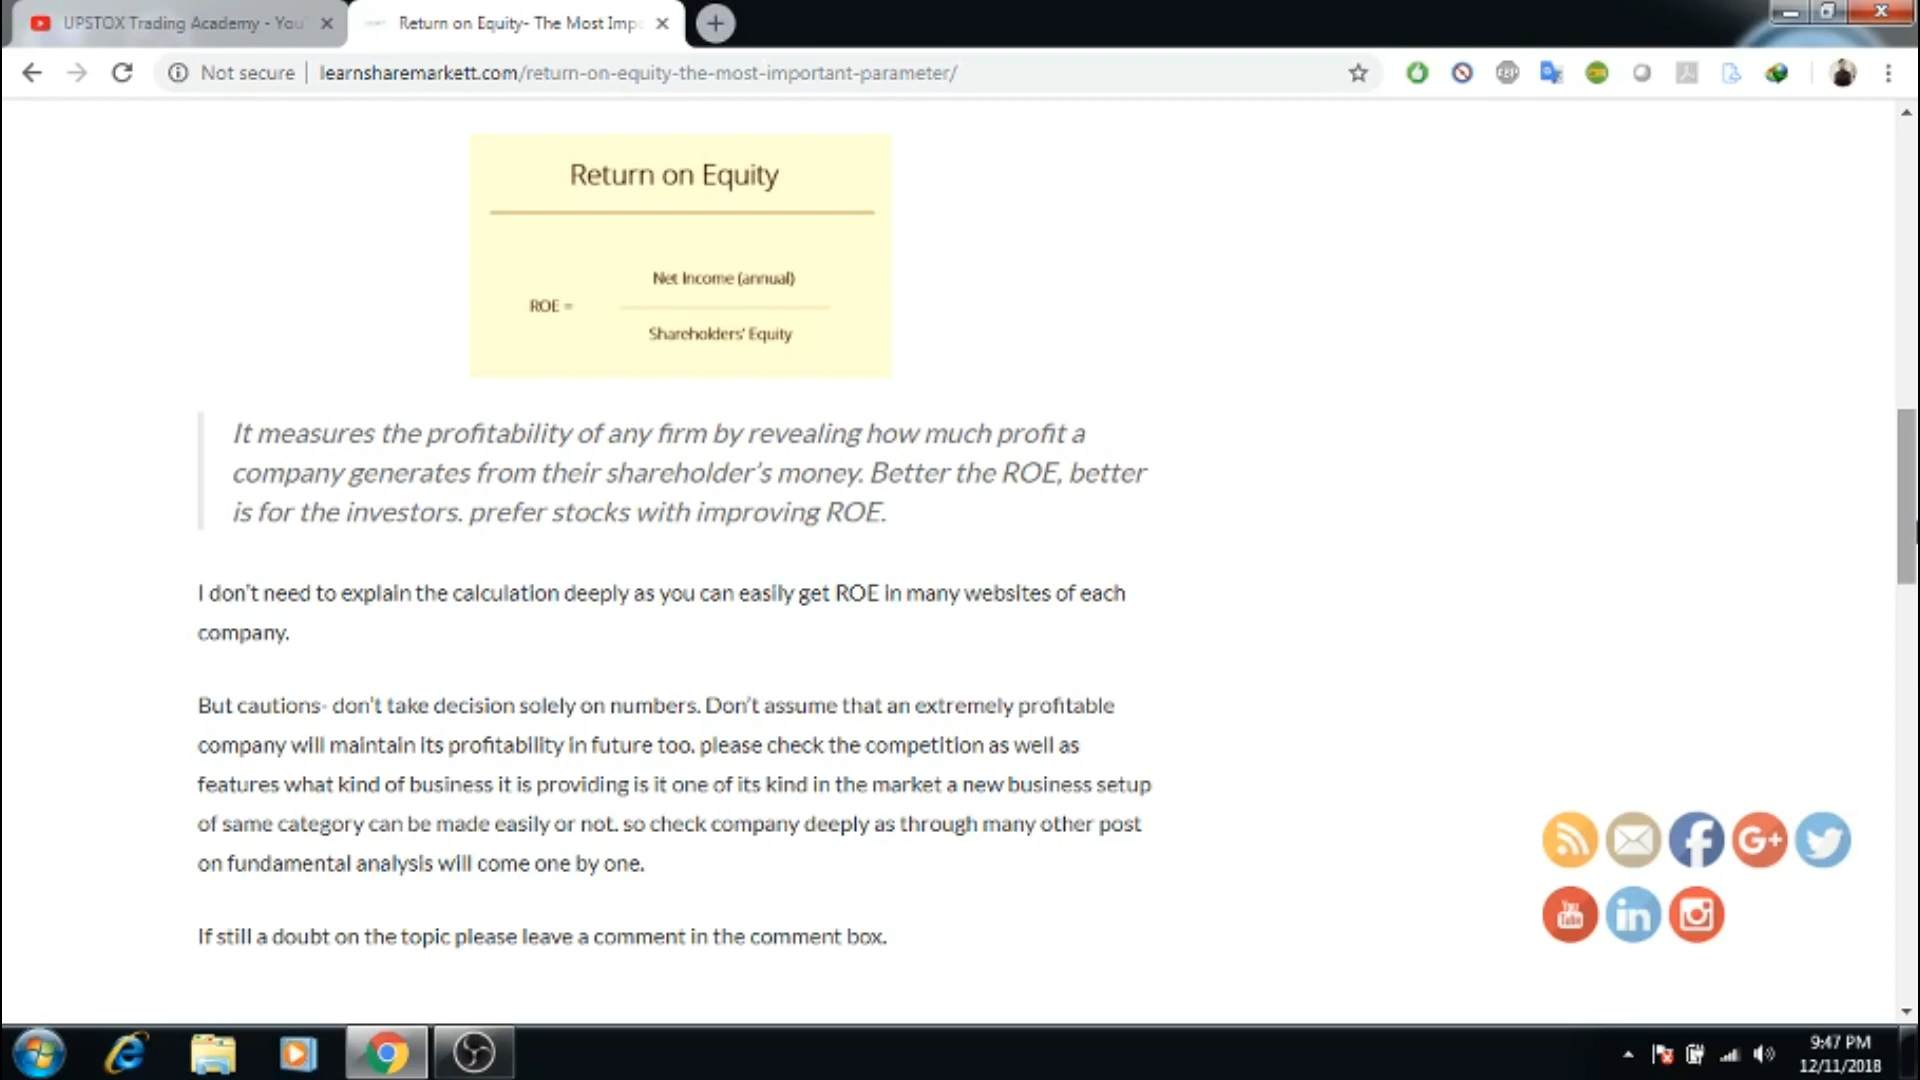 UPSTOX Trading Academy - You
Return on Equity- The Most Imp
Not secure
learnsharemarkett.com/return-on-equity-the-most-important-parameter/
ABP
Return on Equity
Net Income (annual)
ROE =
Shareholders' Equity
It measures the profitability of any firm by revealing how much profit a
company generates from their shareholder’s money. Better the ROE, better
is for the investors. prefer stocks with improving ROE.
I don’t need to explain the calculation deeply as you can easily get ROE in many websites of each
company.
But cautions- don’t take decision solely on numbers. Don’t assume that an extremely profitable
company will maintain its profitability in future too. please check the competition as well as
features what kind of business it is providing is it one of its kind in the market a new business setup
of same category can be made easily or not. so check company deeply as through many other post
on fundamental analysis will come one by one.
G+
You
Tube
in
If still a doubt on the topic please leave a comment in the comment box.
9:47 PM
12/11/2018